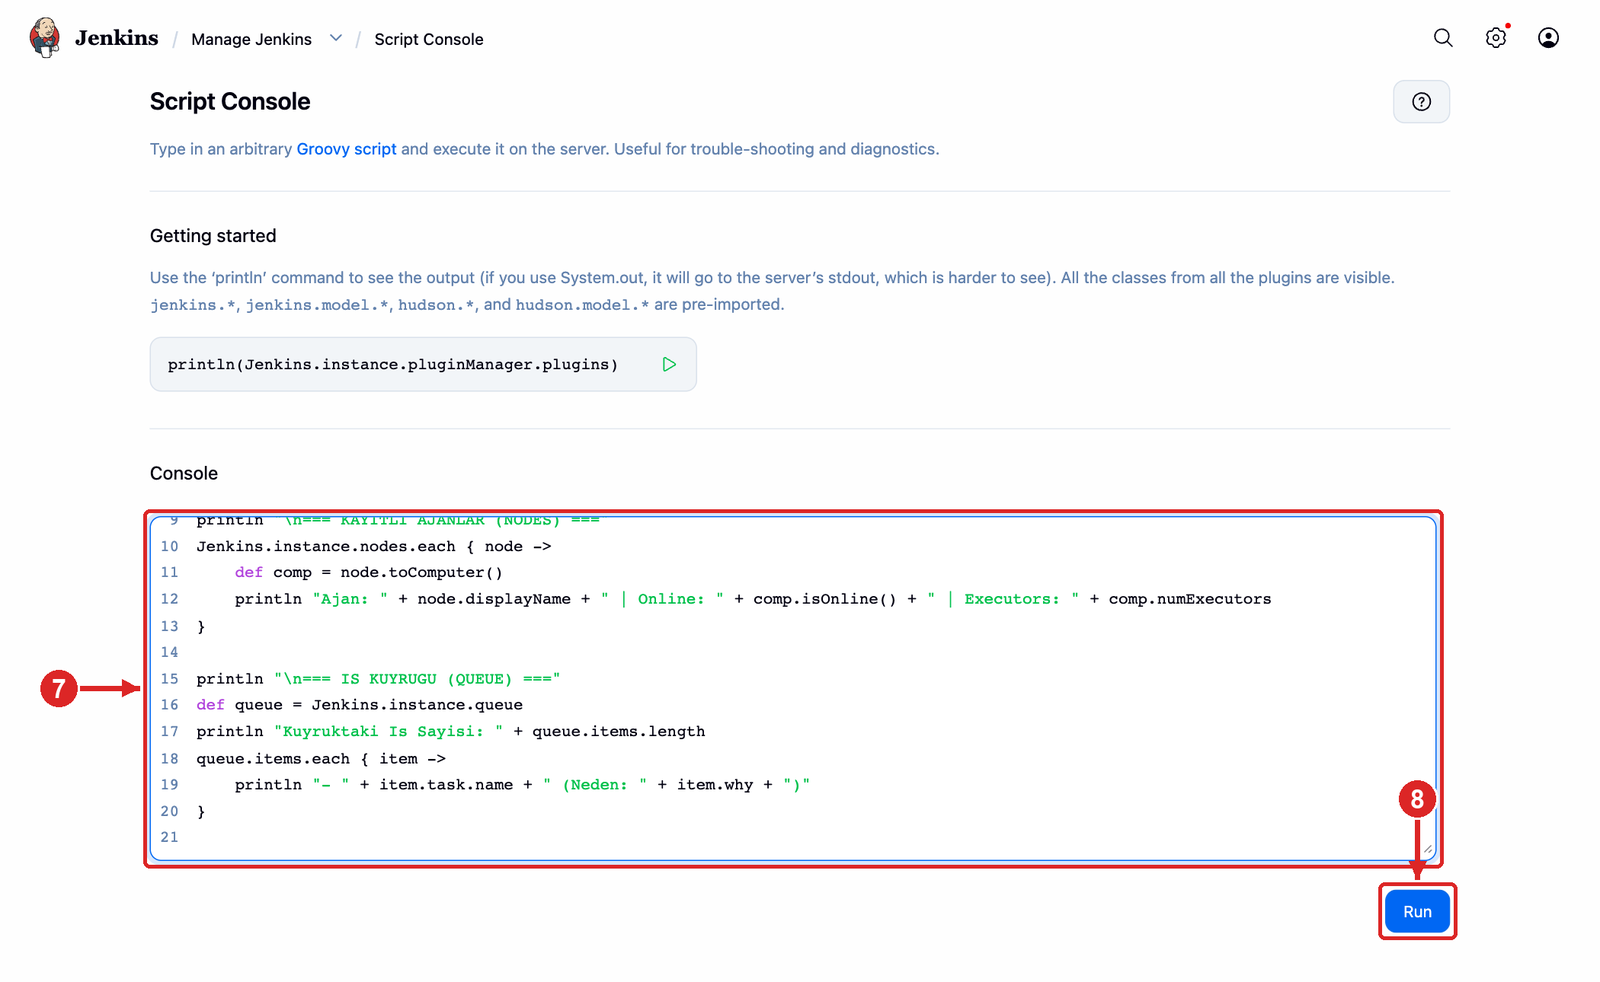 Jenkins / Manage Jenkins / Script Console
Script Console
Type in an arbitrary Groovy script and execute it on the server. Useful for trouble-shooting and diagnostics.
Getting started
Use the ‘println’ command to see the output (if you use System.out, it will go to the server’s stdout, which is harder to see). All the classes from all the plugins are visible.
jenkins.*, jenkins.model.*, hudson.*, and hudson.model.* are pre-imported.
println(Jenkins.instance.pluginManager.plugins)
Console
9 println "\n=== KAYITLI AJANLAR (NODES) ==="
10 Jenkins.instance.nodes.each { node ->
11     def comp = node.toComputer()
12     println "Ajan: " + node.displayName + " | Online: " + comp.isOnline() + " | Executors: " + comp.numExecutors
13 }
14
15 println "\n=== IS KUYRUGU (QUEUE) ==="
16 def queue = Jenkins.instance.queue
17 println "Kuyruktaki Is Sayisi: " + queue.items.length
18 queue.items.each { item ->
19     println "- " + item.task.name + " (Neden: " + item.why + ")"
20 }
21
7
8
Run